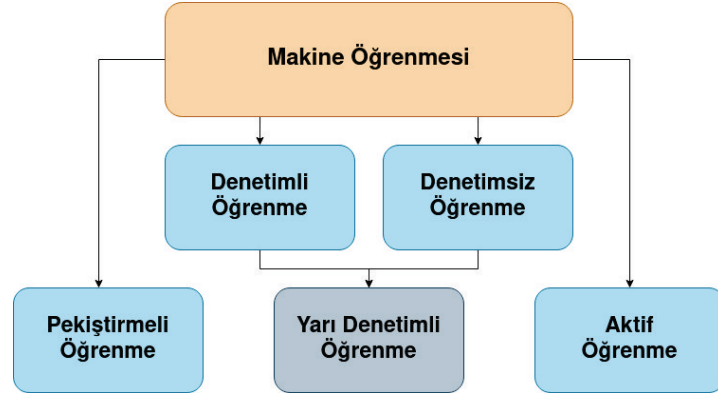 Makine Öğrenmesi
Denetimli
Öğrenme
Denetimsiz
Öğrenme
Pekiştirmeli
Öğrenme
Yarı Denetimli
Öğrenme
Aktif
Öğrenme